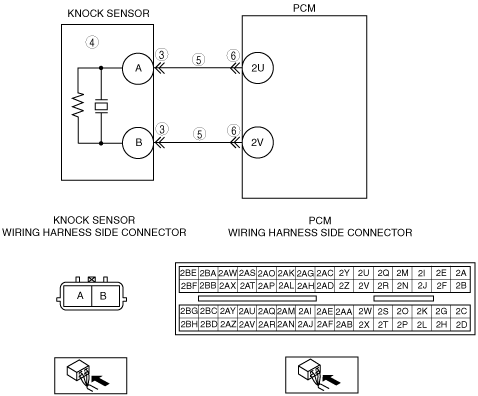 KNOCK SENSOR
PCM
4
A
3
5
6
2U
B
3
5
6
2V
KNOCK SENSOR
WIRING HARNESS SIDE CONNECTOR
PCM
WIRING HARNESS SIDE CONNECTOR
A B
2BE 2BA 2AW 2AS 2AO 2AK 2AG 2AC 2Y 2U 2Q 2M 2I 2E 2A
2BF 2BB 2AX 2AT 2AP 2AL 2AH 2AD 2Z 2V 2R 2N 2J 2F 2B
2BG 2BC 2AY 2AU 2AQ 2AM 2AI 2AE 2AA 2W 2S 2O 2K 2G 2C
2BH 2BD 2AZ 2AV 2AR 2AN 2AJ 2AF 2AB 2X 2T 2P 2L 2H 2D